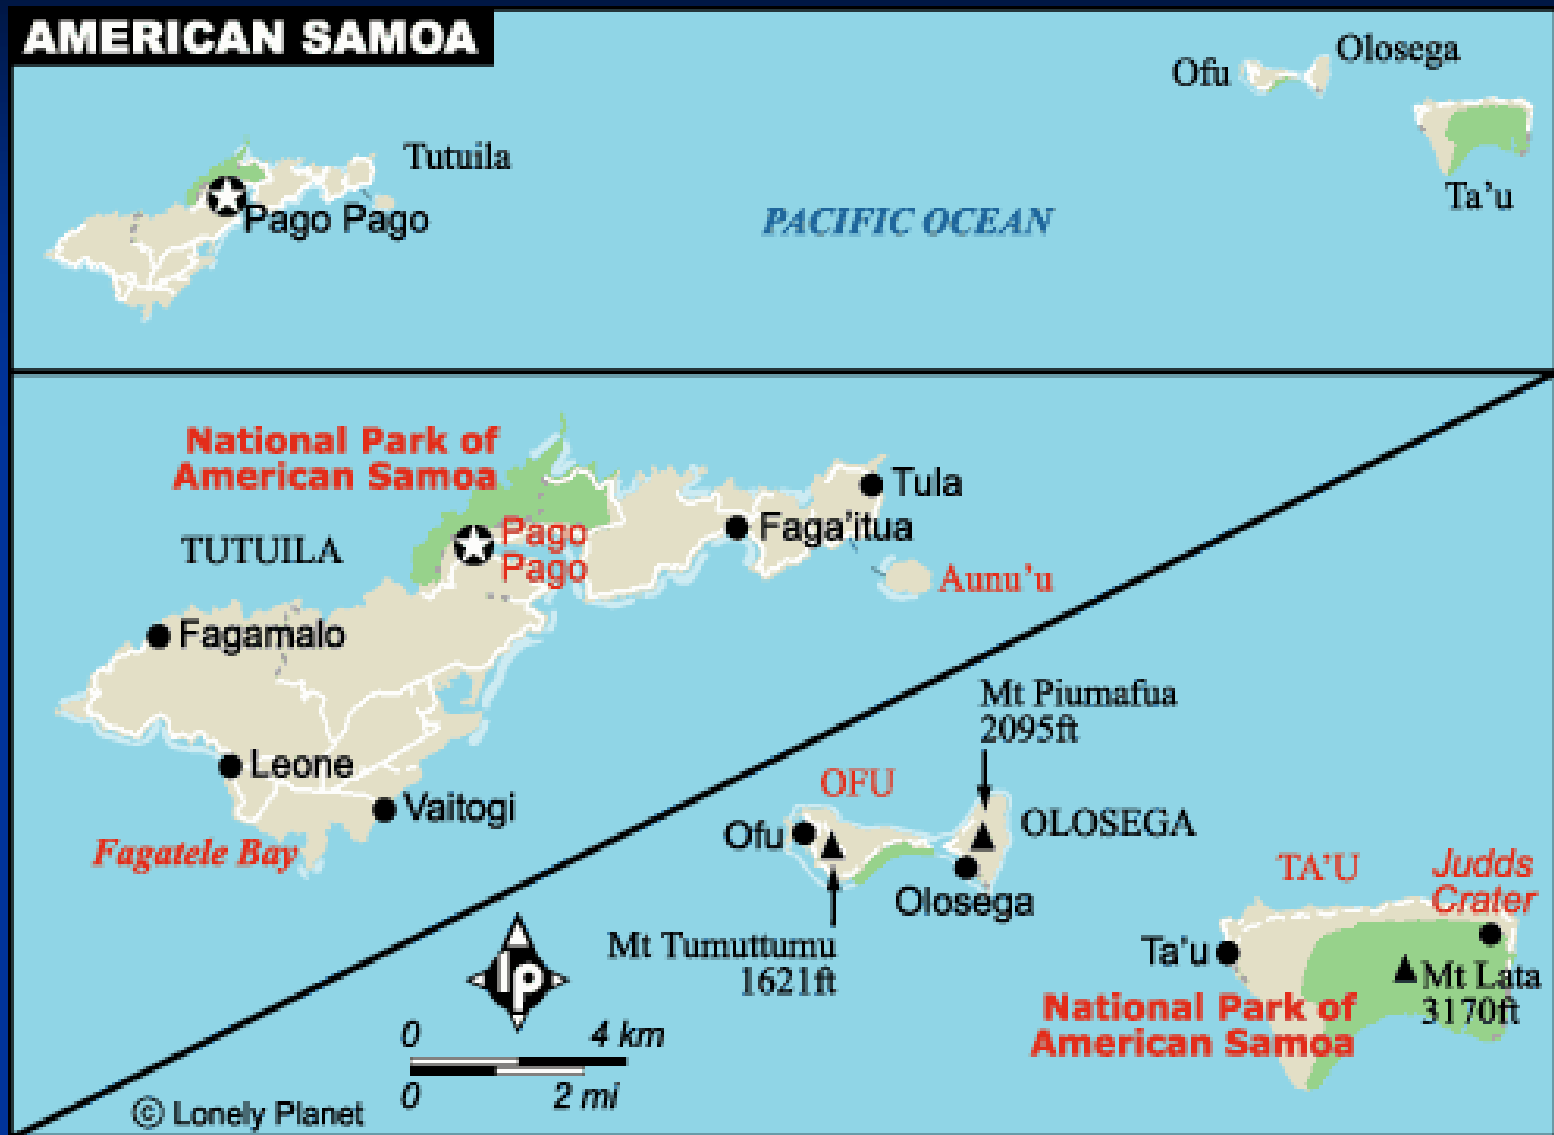 AMERICAN SAMOA
Olosega
Ofu
Tutuila
Ta'u
Pago Pago
PACIFIC OCEAN
National Park of
American Samoa
Tula
Pago
Pago
Faga'itua
TUTUILA
Aunu'u
Fagamalo
Mt Piumafua
2095ft
Leone
OFU
Vaitogi
Ofu
OLOSEGA
Fagatele Bay
TA'U
Judds
Crater
Olosega
Mt Tumuttumu
1621ft
Ta'u
Mt Lata
3170ft
National Park of
American Samoa
lp
0 4 km
0 2 mi
© Lonely Planet